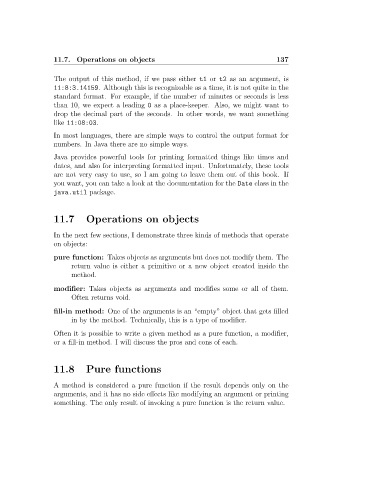 11.7. Operations on objects 137
The output of this method, if we pass either t1 or t2 as an argument, is
11:8:3.14159. Although this is recognizable as a time, it is not quite in the
standard format. For example, if the number of minutes or seconds is less
than 10, we expect a leading 0 as a place-keeper. Also, we might want to
drop the decimal part of the seconds. In other words, we want something
like 11:08:03.
In most languages, there are simple ways to control the output format for
numbers. In Java there are no simple ways.
Java provides powerful tools for printing formatted things like times and
dates, and also for interpreting formatted input. Unfortunately, these tools
are not very easy to use, so I am going to leave them out of this book. If
you want, you can take a look at the documentation for the Date class in the
java.util package.
11.7 Operations on objects
In the next few sections, I demonstrate three kinds of methods that operate
on objects:
pure function: Takes objects as arguments but does not modify them. The
return value is either a primitive or a new object created inside the
method.
modifier: Takes objects as arguments and modifies some or all of them.
Often returns void.
fill-in method: One of the arguments is an "empty" object that gets filled
in by the method. Technically, this is a type of modifier.
Often it is possible to write a given method as a pure function, a modifier,
or a fill-in method. I will discuss the pros and cons of each.
11.8 Pure functions
A method is considered a pure function if the result depends only on the
arguments, and it has no side effects like modifying an argument or printing
something. The only result of invoking a pure function is the return value.